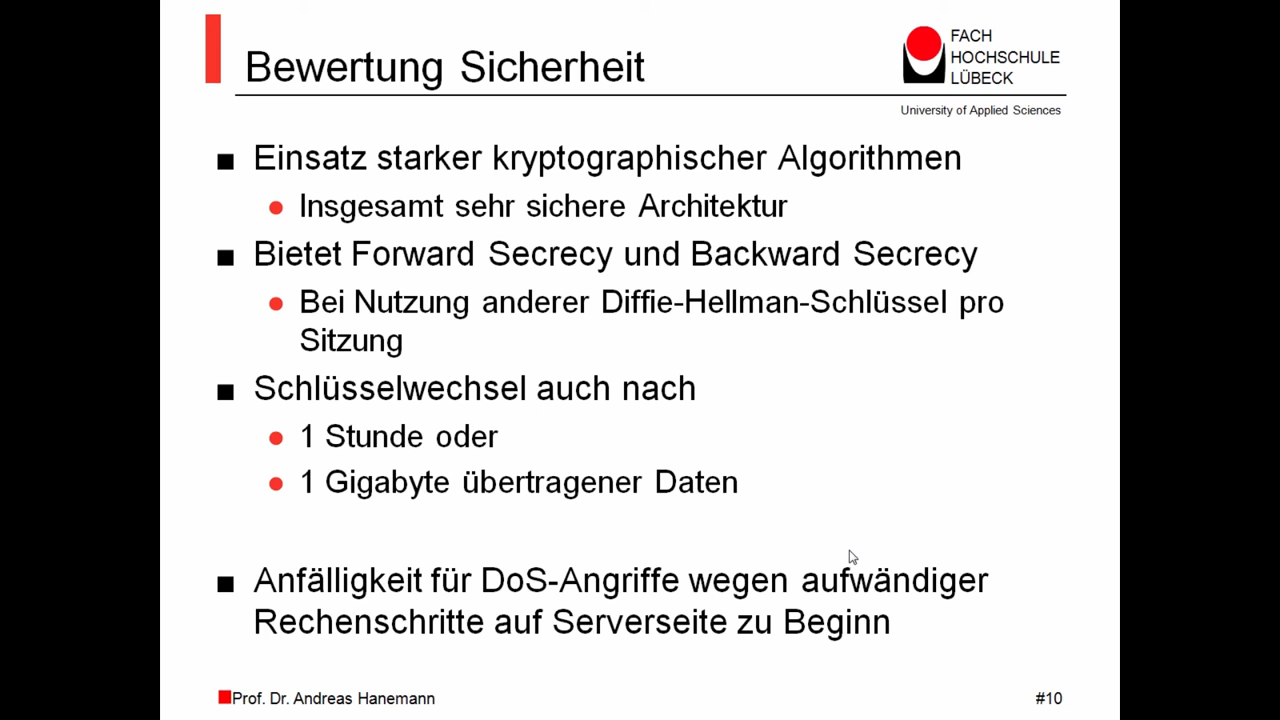 Bewertung Sicherheit
FACH
HOCHSCHULE
LÜBECK
University of Applied Sciences
Einsatz starker kryptographischer Algorithmen
Insgesamt sehr sichere Architektur
Bietet Forward Secrecy und Backward Secrecy
Bei Nutzung anderer Diffie-Hellman-Schlüssel pro
Sitzung
Schlüsselwechsel auch nach
1 Stunde oder
1 Gigabyte übertragener Daten
Anfälligkeit für DoS-Angriffe wegen aufwändiger
Rechenschritte auf Serverseite zu Beginn
Prof. Dr. Andreas Hanemann
#10